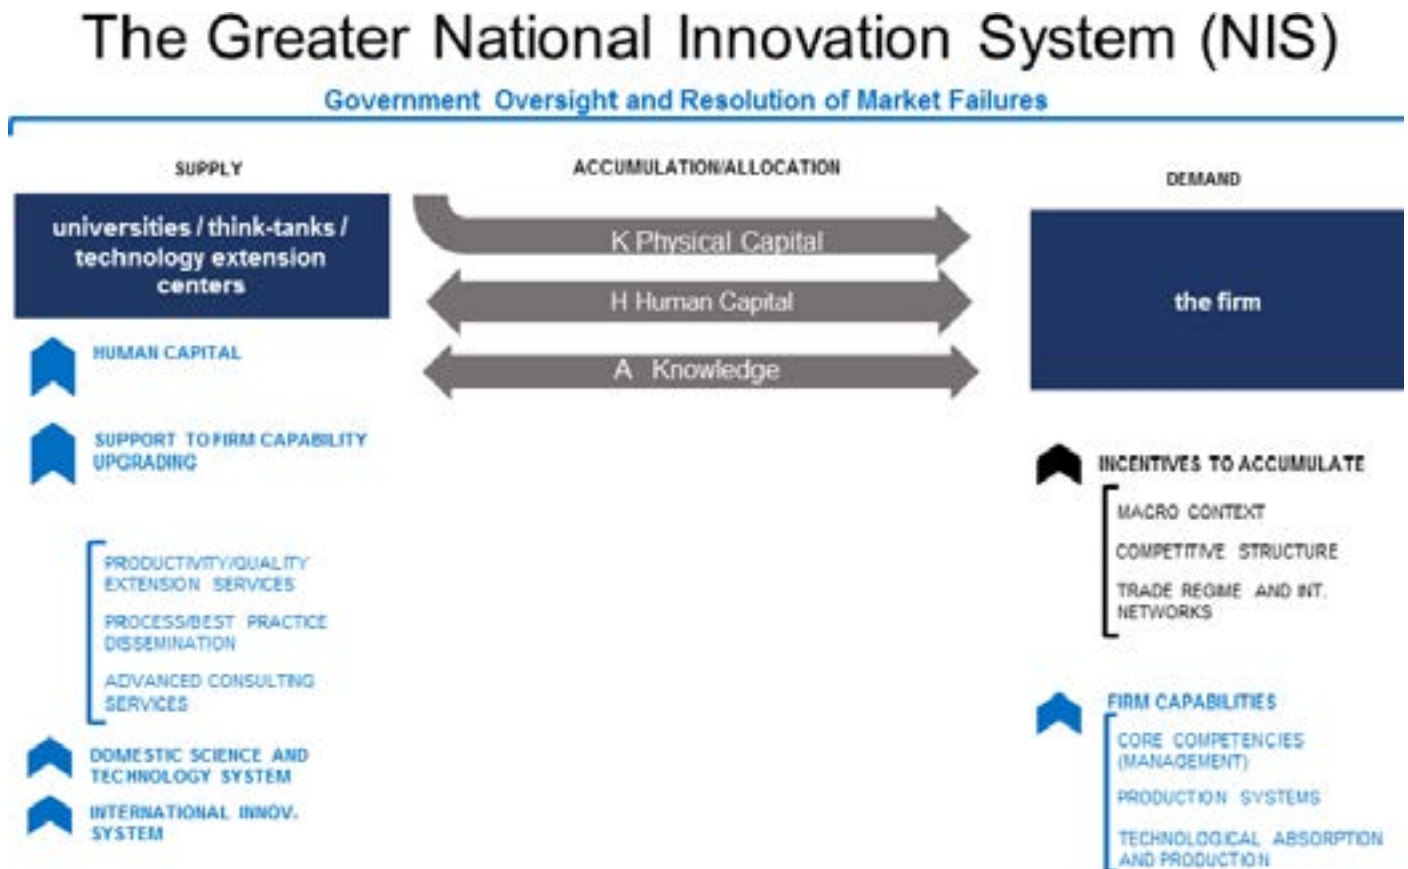 The Greater National Innovation System (NIS)
Government Oversight and Resolution of Market Failures
SUPPLY
universities / think-tanks /
technology extension
centers
HUMAN CAPITAL
SUPPORT TO FIRM CAPABILITY
UPGRADING
PRODUCTIVITY/QUALITY
EXTENSION SERVICES
PROCESS/BEST PRACTICE
DISSEMINATION
ADVANCED CONSULTING
SERVICES
DOMESTIC SCIENCE AND
TECHNOLOGY SYSTEM
INTERNATIONAL INNOV.
SYSTEM
ACCUMULATION/ALLOCATION
K Physical Capital
H Human Capital
A Knowledge
DEMAND
the firm
INCENTIVES TO ACCUMULATE
MACRO CONTEXT
COMPETITIVE STRUCTURE
TRADE REGIME AND INT.
NETWORKS
FIRM CAPABILITIES
CORE COMPETENCIES
(MANAGEMENT)
PRODUCTION SYSTEMS
TECHNOLOGICAL ABSORPTION
AND PRODUCTION